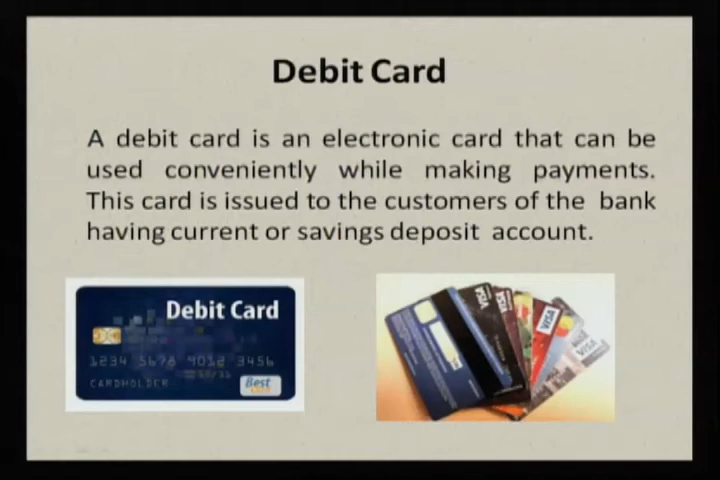 Debit Card
A debit card is an electronic card that can be
used conveniently while making payments.
This card is issued to the customers of the bank
having current or savings deposit account.
Debit Card
1234 5678 9012 3456
CARDHOLDER
Best
VISA
VISA
VISA